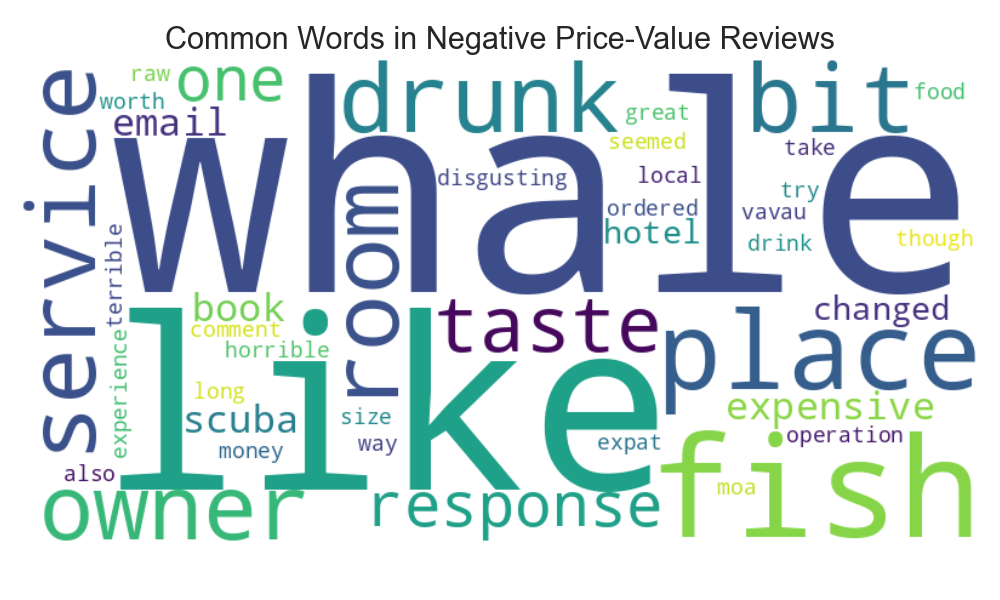 Common Words in Negative Price-Value Reviews
raw
one
drunk
bit
food
worth
email
great
seemed
take
service
whale
disgusting
local
try
ordered
vavau
hotel
drink
though
terrible
room
book
taste
changed
comment
horrible
like
place
experience
long
scuba
size
expensive
money
way
expat
operation
also
fish
moa
owner
response